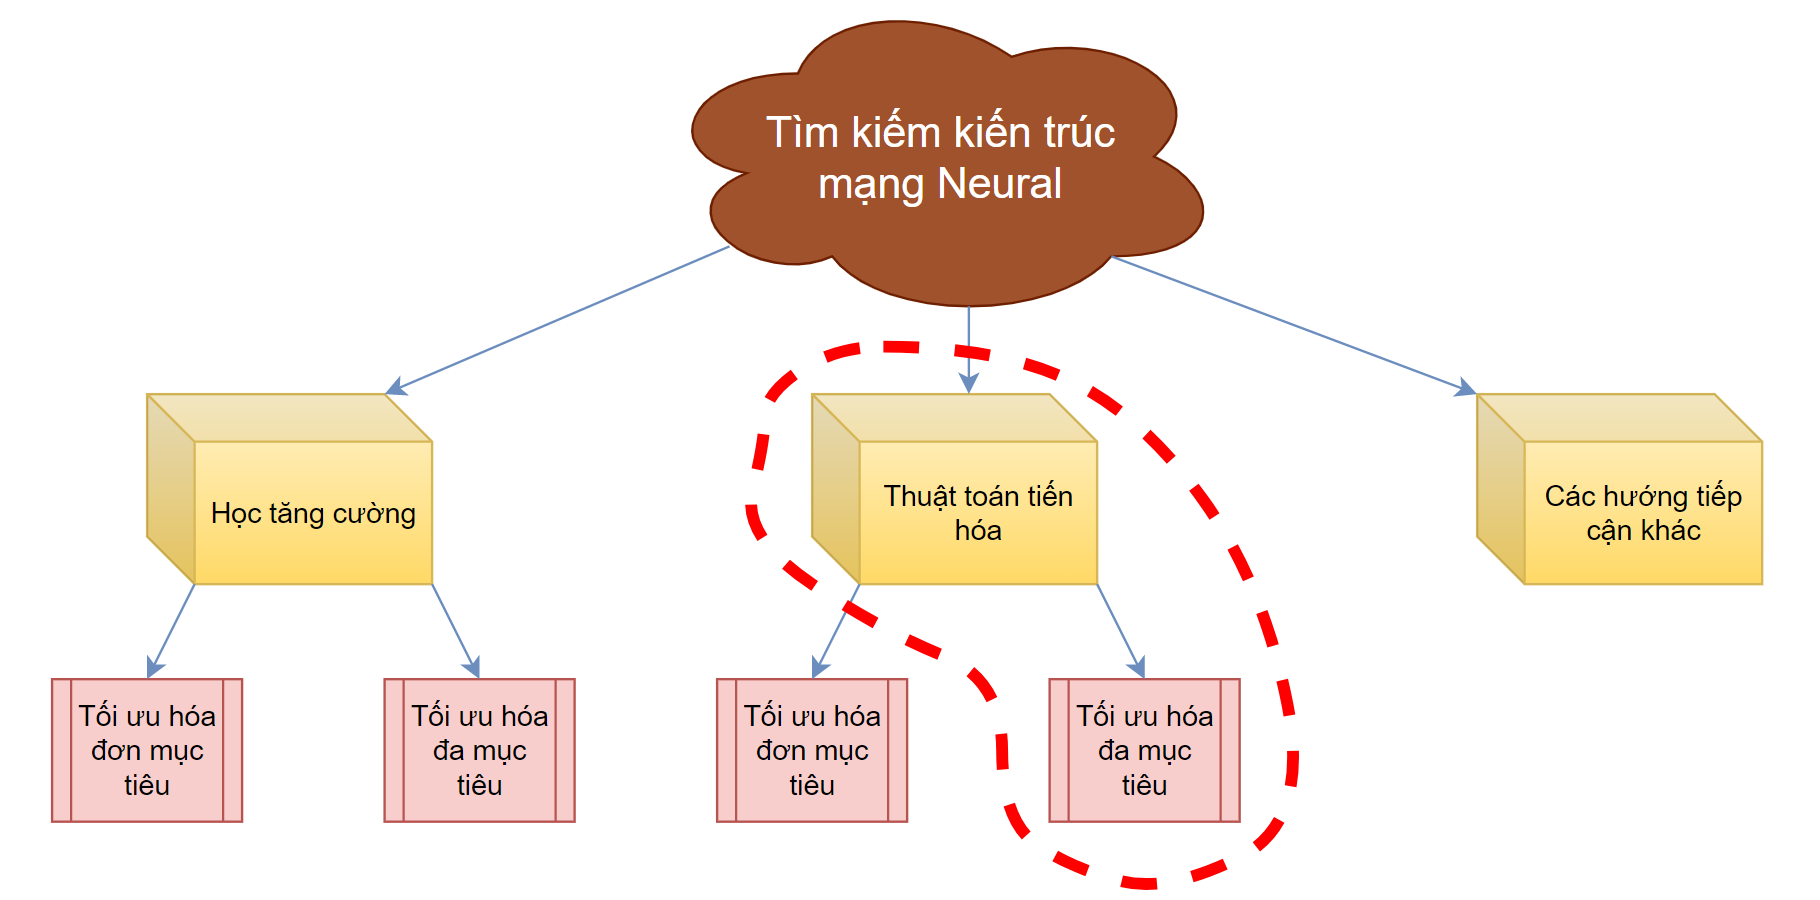 Tìm kiếm kiến trúc
mạng Neural
Học tăng cường
Thuật toán tiến
hóa
Các hướng tiếp
cận khác
Tối ưu hóa
đơn mục
tiêu
Tối ưu hóa
đa mục
tiêu
Tối ưu hóa
đơn mục
tiêu
Tối ưu hóa
đa mục
tiêu